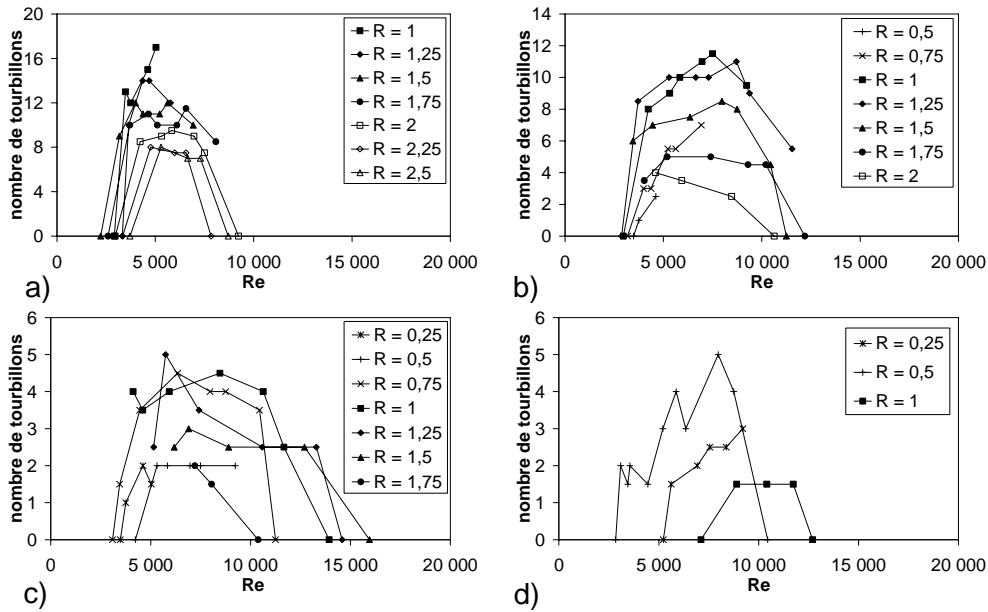 20
16
12
8
4
0
nombre de tourbillons
0
5 000
10 000
15 000
20 000
Re
R = 1
R = 1,25
R = 1,5
R = 1,75
R = 2
R = 2,25
R = 2,5
a)
14
12
10
8
6
4
2
0
nombre de tourbillons
0
5 000
10 000
15 000
20 000
Re
R = 0,5
R = 0,75
R = 1
R = 1,25
R = 1,5
R = 1,75
R = 2
b)
6
5
4
3
2
1
0
nombre de tourbillons
0
5 000
10 000
15 000
20 000
Re
R = 0,25
R = 0,5
R = 0,75
R = 1
R = 1,25
R = 1,5
R = 1,75
c)
6
5
4
3
2
1
0
nombre de tourbillons
0
5 000
10 000
15 000
20 000
Re
R = 0,25
R = 0,5
R = 1
d)